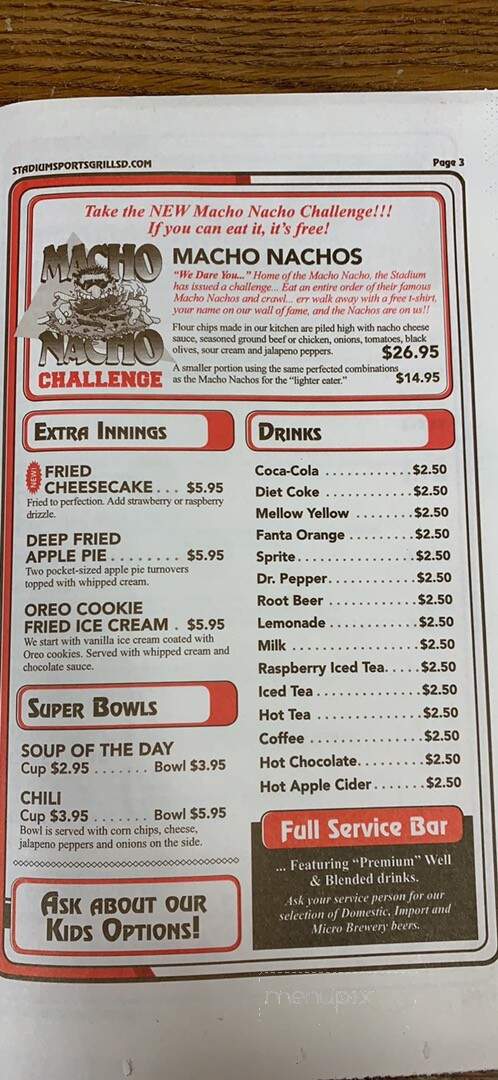 STADIUMSPORTSGRILLSD.COM
Page 3
Take the NEW Macho Nacho Challenge!!!
If you can eat it, it's free!
MACHO
NACHO
CHALLENGE
MACHO NACHOS
"We Dare You..." Home of the Macho Nacho, the Stadium
has issued a challenge... Eat an entire order of their famous
Macho Nachos and crawl... err walk away with a free t-shirt,
your name on our wall of fame, and the Nachos are on us!!
Flour chips made in our kitchen are piled high with nacho cheese
sauce, seasoned ground beef or chicken, onions, tomatoes, black
olives, sour cream and jalapeno peppers. $26.95
A smaller portion using the same perfected combinations
as the Macho Nachos for the "lighter eater." $14.95
EXTRA INNINGS
NEW!
FRIED
CHEESECAKE . . . $5.95
Fried to perfection. Add strawberry or raspberry
drizzle.
DEEP FRIED
APPLE PIE . . . . . . . . $5.95
Two pocket-sized apple pie turnovers
topped with whipped cream.
OREO COOKIE
FRIED ICE CREAM . $5.95
We start with vanilla ice cream coated with
Oreo cookies. Served with whipped cream and
chocolate sauce.
SUPER BOWLS
SOUP OF THE DAY
Cup $2.95 . . . . . . . Bowl $3.95
CHILI
Cup $3.95 . . . . . . . Bowl $5.95
Bowl is served with corn chips, cheese,
jalapeno peppers and onions on the side.
ASK ABOUT OUR
KIDS OPTIONS!
DRINKS
Coca-Cola . . . . . . . . . . . . $2.50
Diet Coke . . . . . . . . . . . . $2.50
Mellow Yellow . . . . . . . . $2.50
Fanta Orange . . . . . . . . . $2.50
Sprite. . . . . . . . . . . . . . . . $2.50
Dr. Pepper. . . . . . . . . . . . $2.50
Root Beer . . . . . . . . . . . . $2.50
Lemonade . . . . . . . . . . . . $2.50
Milk . . . . . . . . . . . . . . . . . $2.50
Raspberry Iced Tea. . . . . $2.50
Iced Tea . . . . . . . . . . . . . . $2.50
Hot Tea . . . . . . . . . . . . . . $2.50
Coffee . . . . . . . . . . . . . . . $2.50
Hot Chocolate. . . . . . . . . $2.50
Hot Apple Cider . . . . . . . $2.50
Full Service Bar
... Featuring "Premium" Well
& Blended drinks.
Ask your service person for our
selection of Domestic, Import and
Micro Brewery beers.
menupix